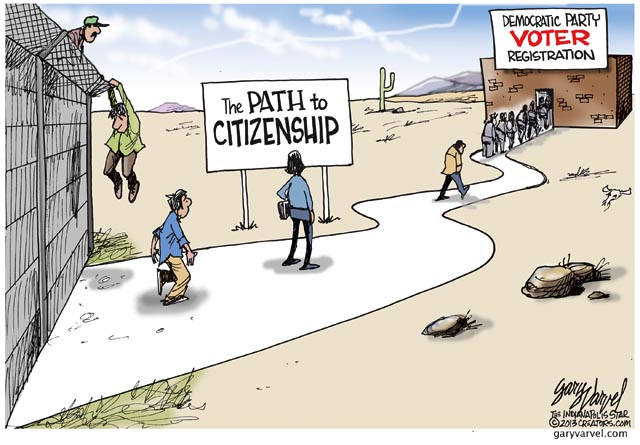 DEMOCRATIC PARTY
VOTER
REGISTRATION
The PATH to
CITIZENSHIP
Gary Varvel
THE INDIANAPOLIS STAR
©2013 CREATORS.COM
garyvarvel.com